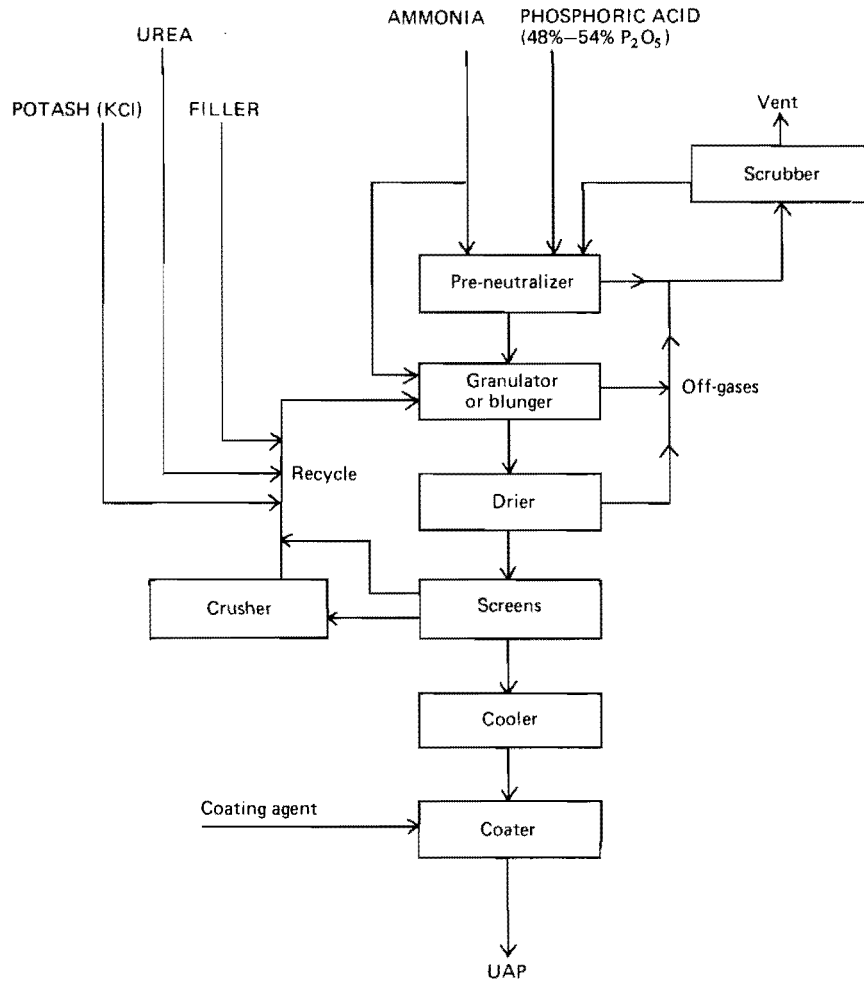 AMMONIA
PHOSPHORIC ACID
(48%–54% P₂O₅)
UREA
POTASH (KCl)
FILLER
Vent
Scrubber
Pre-neutralizer
Granulator
or blunger
Off-gases
Recycle
Drier
Crusher
Screens
Cooler
Coating agent
Coater
UAP